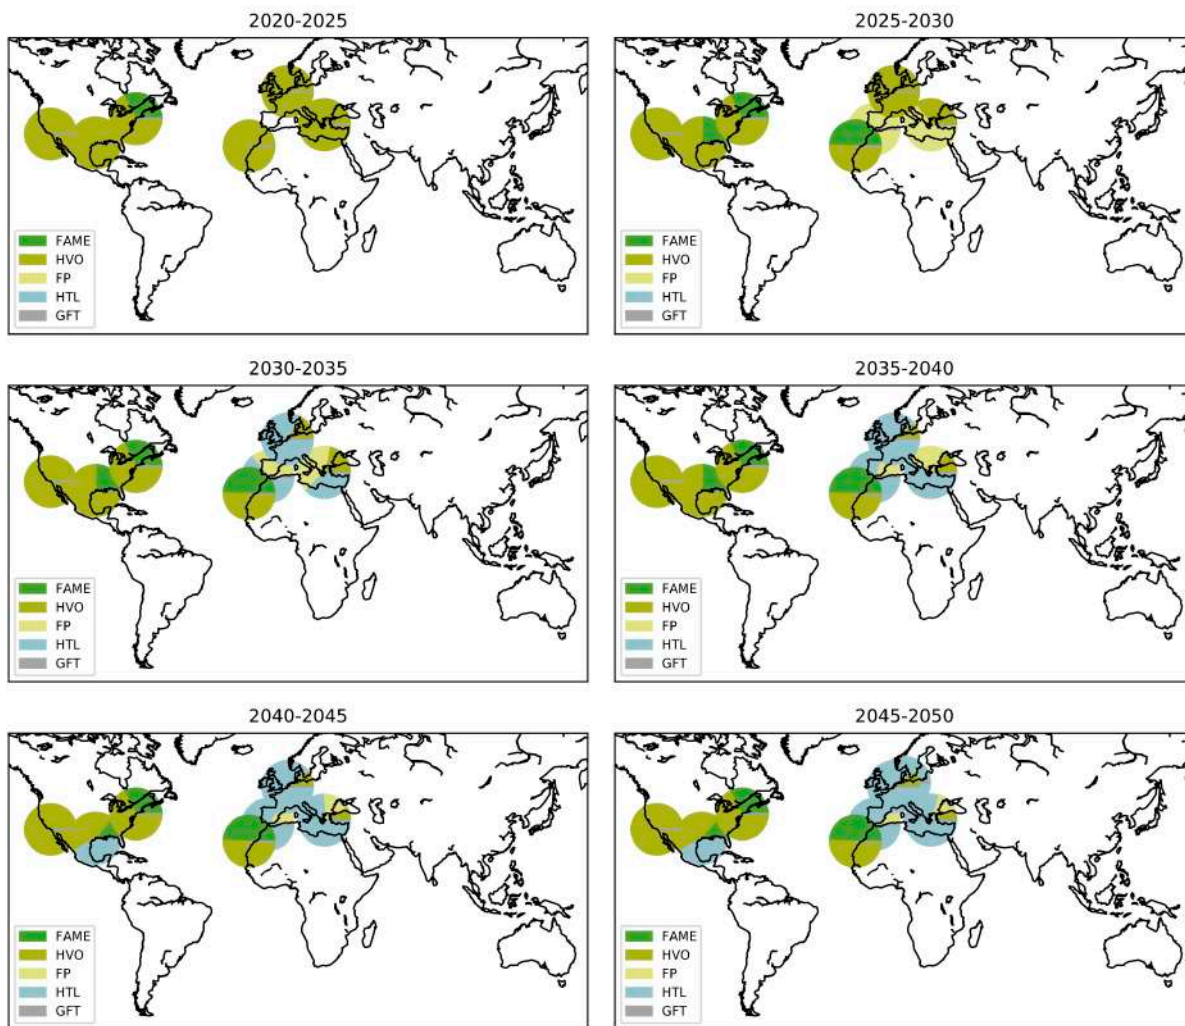 2020-2025
FAME
HVO
FP
HTL
GFT
2025-2030
FAME
HVO
FP
HTL
GFT
2030-2035
FAME
HVO
FP
HTL
GFT
2035-2040
FAME
HVO
FP
HTL
GFT
2040-2045
FAME
HVO
FP
HTL
GFT
2045-2050
FAME
HVO
FP
HTL
GFT